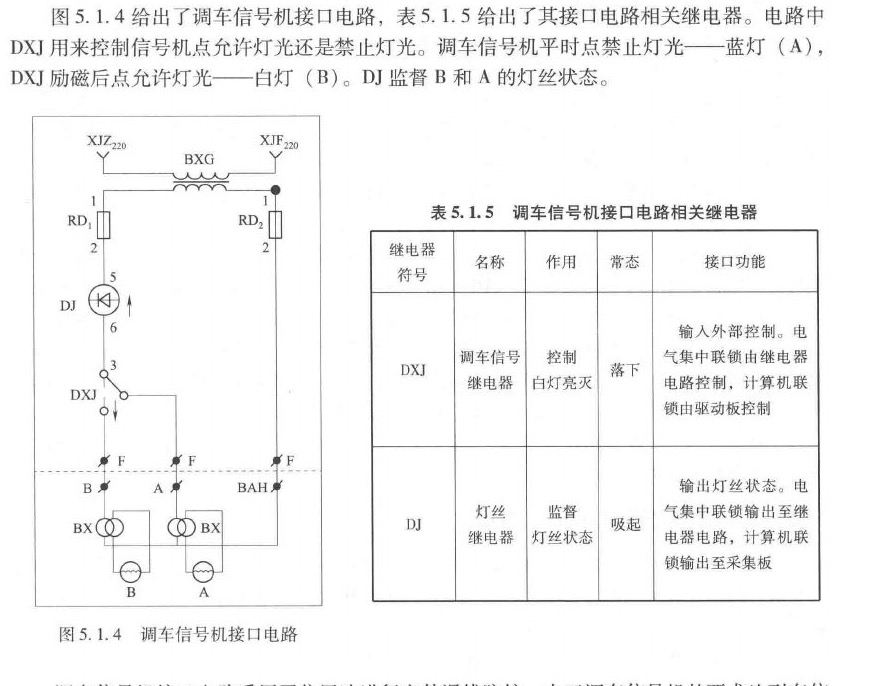 图 5. 1. 4 给出了调车信号机接口电路，表 5. 1. 5 给出了其接口电路相关继电器。电路中
DXJ 用来控制信号机点允许灯光还是禁止灯光。调车信号机平时点禁止灯光——蓝灯（A），
DXJ 励磁后点允许灯光——白灯（B）。DJ 监督 B 和 A 的灯丝状态。
XJZ220
XJF220
BXG
1
1
RD1
RD2
2
2
5
DJ
6
3
DXJ
F
F
F
B
A
BAH
BX
BX
B
A
图 5. 1. 4 调车信号机接口电路
表 5. 1. 5 调车信号机接口电路相关继电器
继电器
符号
名称
作用
常态
接口功能
DXJ
调车信号
继电器
控制
白灯亮灭
落下
输入外部控制。电
气集中联锁由继电器
电路控制，计算机联
锁由驱动板控制
DJ
灯丝
继电器
监督
灯丝状态
吸起
输出灯丝状态。电
气集中联锁输出至继
电器电路，计算机联
锁输出至采集板